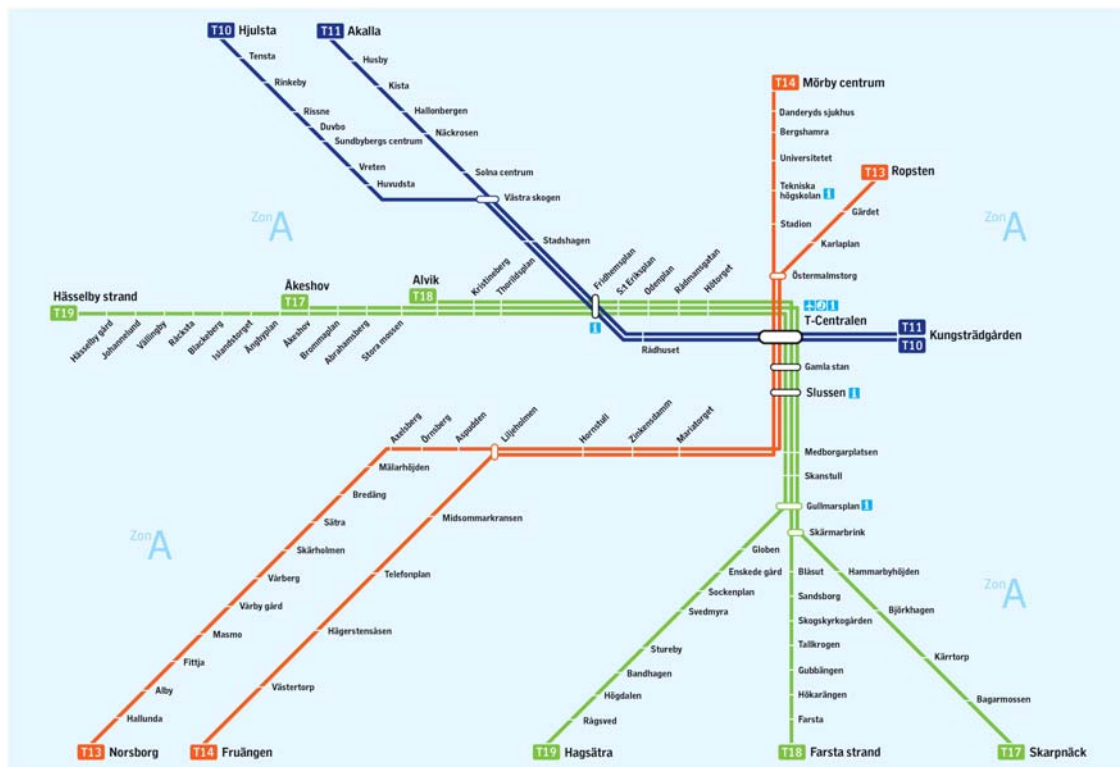 T10 Hjulsta
Tensta
Rinkeby
Rissne
Duvbo
Sundbybergs centrum
Vreten
Huvudsta
T11 Akalla
Husby
Kista
Hallonbergen
Näckrosen
Solna centrum
Västra skogen
Stadshagen
T14 Mörby centrum
Danderyds sjukhus
Bergshamra
Universitetet
Tekniska
högskolan i
Stadion
T13 Ropsten
Gärdet
Karlaplan
Östermalmstorg
Zon A
Zon A
Hässelby strand
T19
Hässelby gård
Johannelund
Vällingby
Råcksta
Blackeberg
Islandstorget
Ängbyplan
Åkeshov
T17
Åkeshov
Brommaplan
Abrahamsberg
Stora mossen
Alvik
T18
Kristineberg
Thorildsplan
Fridhemsplan
i
S:t Eriksplan
Odenplan
Rådmansgatan
Hötorget
Rådhuset
i
T-Centralen
T11
Kungsträdgården
T10
Gamla stan
Slussen i
Axelsberg
Örnsberg
Aspudden
Liljeholmen
Hornstull
Zinkensdamm
Mariatorget
Mälarhöjden
Bredäng
Sätra
Skärholmen
Vårberg
Vårby gård
Masmo
Fittja
Alby
Hallunda
T13 Norsborg
Midsommarkransen
Telefonplan
Hägerstensåsen
Västertorp
T14 Fruängen
Zon A
Medborgarplatsen
Skanstull
Gullmarsplan i
Skärmarbrink
Globen
Enskede gård
Sockenplan
Svedmyra
Stureby
Bandhagen
Högdalen
Rågsved
T19 Hagsätra
Blåsut
Sandsborg
Skogskyrkogården
Tallkrogen
Gubbängen
Hökarängen
Farsta
T18 Farsta strand
Hammarbyhöjden
Björkhagen
Kärrtorp
Bagarmossen
T17 Skarpnäck
Zon A